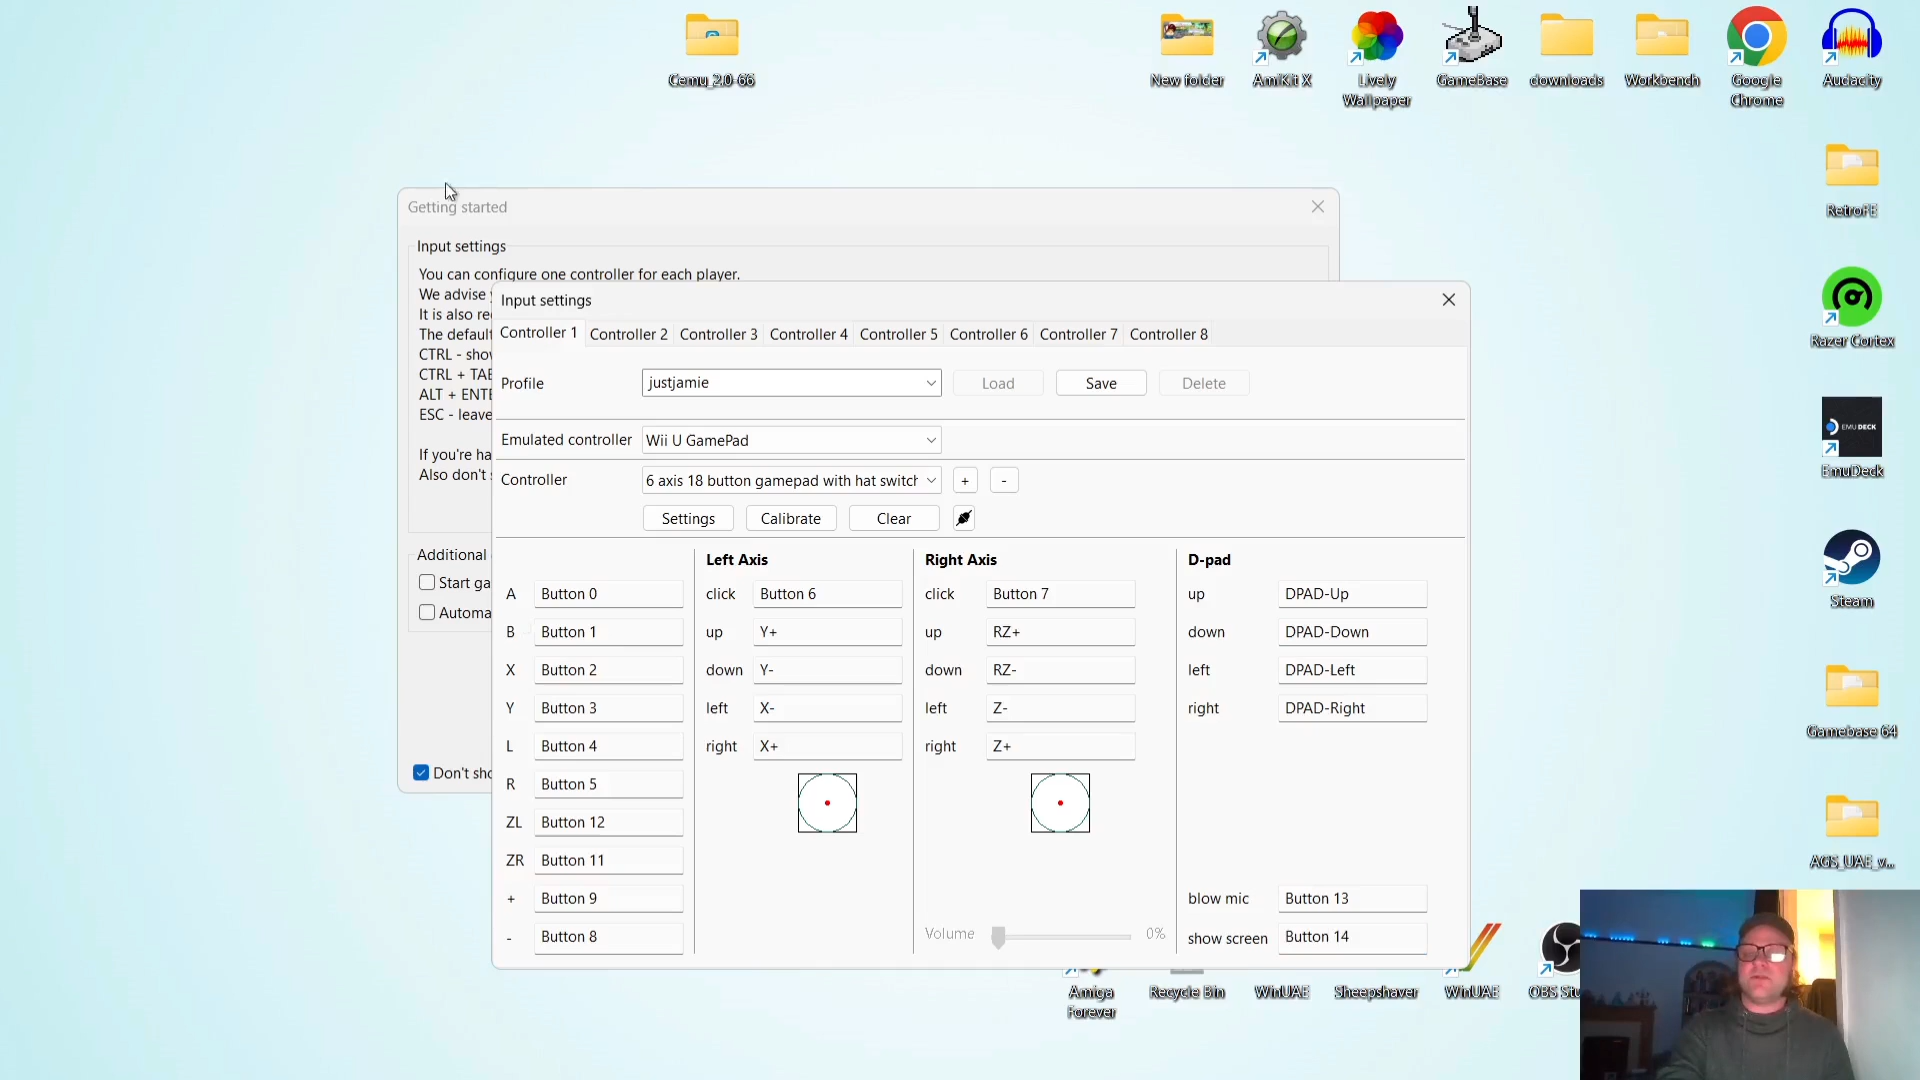 Cemu_2.0-66
New folder
AmiKit X
Lively
Wallpaper
GameBase
downloads
Workbench
Google
Chrome
Audacity
RetroFE
Razer Cortex
EMUDECK
EmuDeck
Steam
Gamebase 64
AGS_UAE_v...
Getting started
Input settings
You can configure one controller for each player.
We advise
It is also re
The default
CTRL - show
CTRL + TAB
ALT + ENTE
ESC - leave
If you're ha
Also don't
Additional
Start ga
Automa
Don't sho
Input settings
Controller 1 Controller 2 Controller 3 Controller 4 Controller 5 Controller 6 Controller 7 Controller 8
Profile justjamie Load Save Delete
Emulated controller Wii U GamePad
Controller 6 axis 18 button gamepad with hat switch + -
Settings Calibrate Clear
Left Axis Right Axis D-pad
A Button 0 click Button 6 click Button 7 up DPAD-Up
B Button 1 up Y+ up RZ+ down DPAD-Down
X Button 2 down Y- down RZ- left DPAD-Left
Y Button 3 left X- left Z- right DPAD-Right
L Button 4 right X+ right Z+
R Button 5
ZL Button 12
ZR Button 11
+ Button 9 blow mic Button 13
- Button 8 Volume 0% show screen Button 14
Amiga
Forever
Recycle Bin
WinUAE
Sheepshaver
WinUAE
OBS Stu